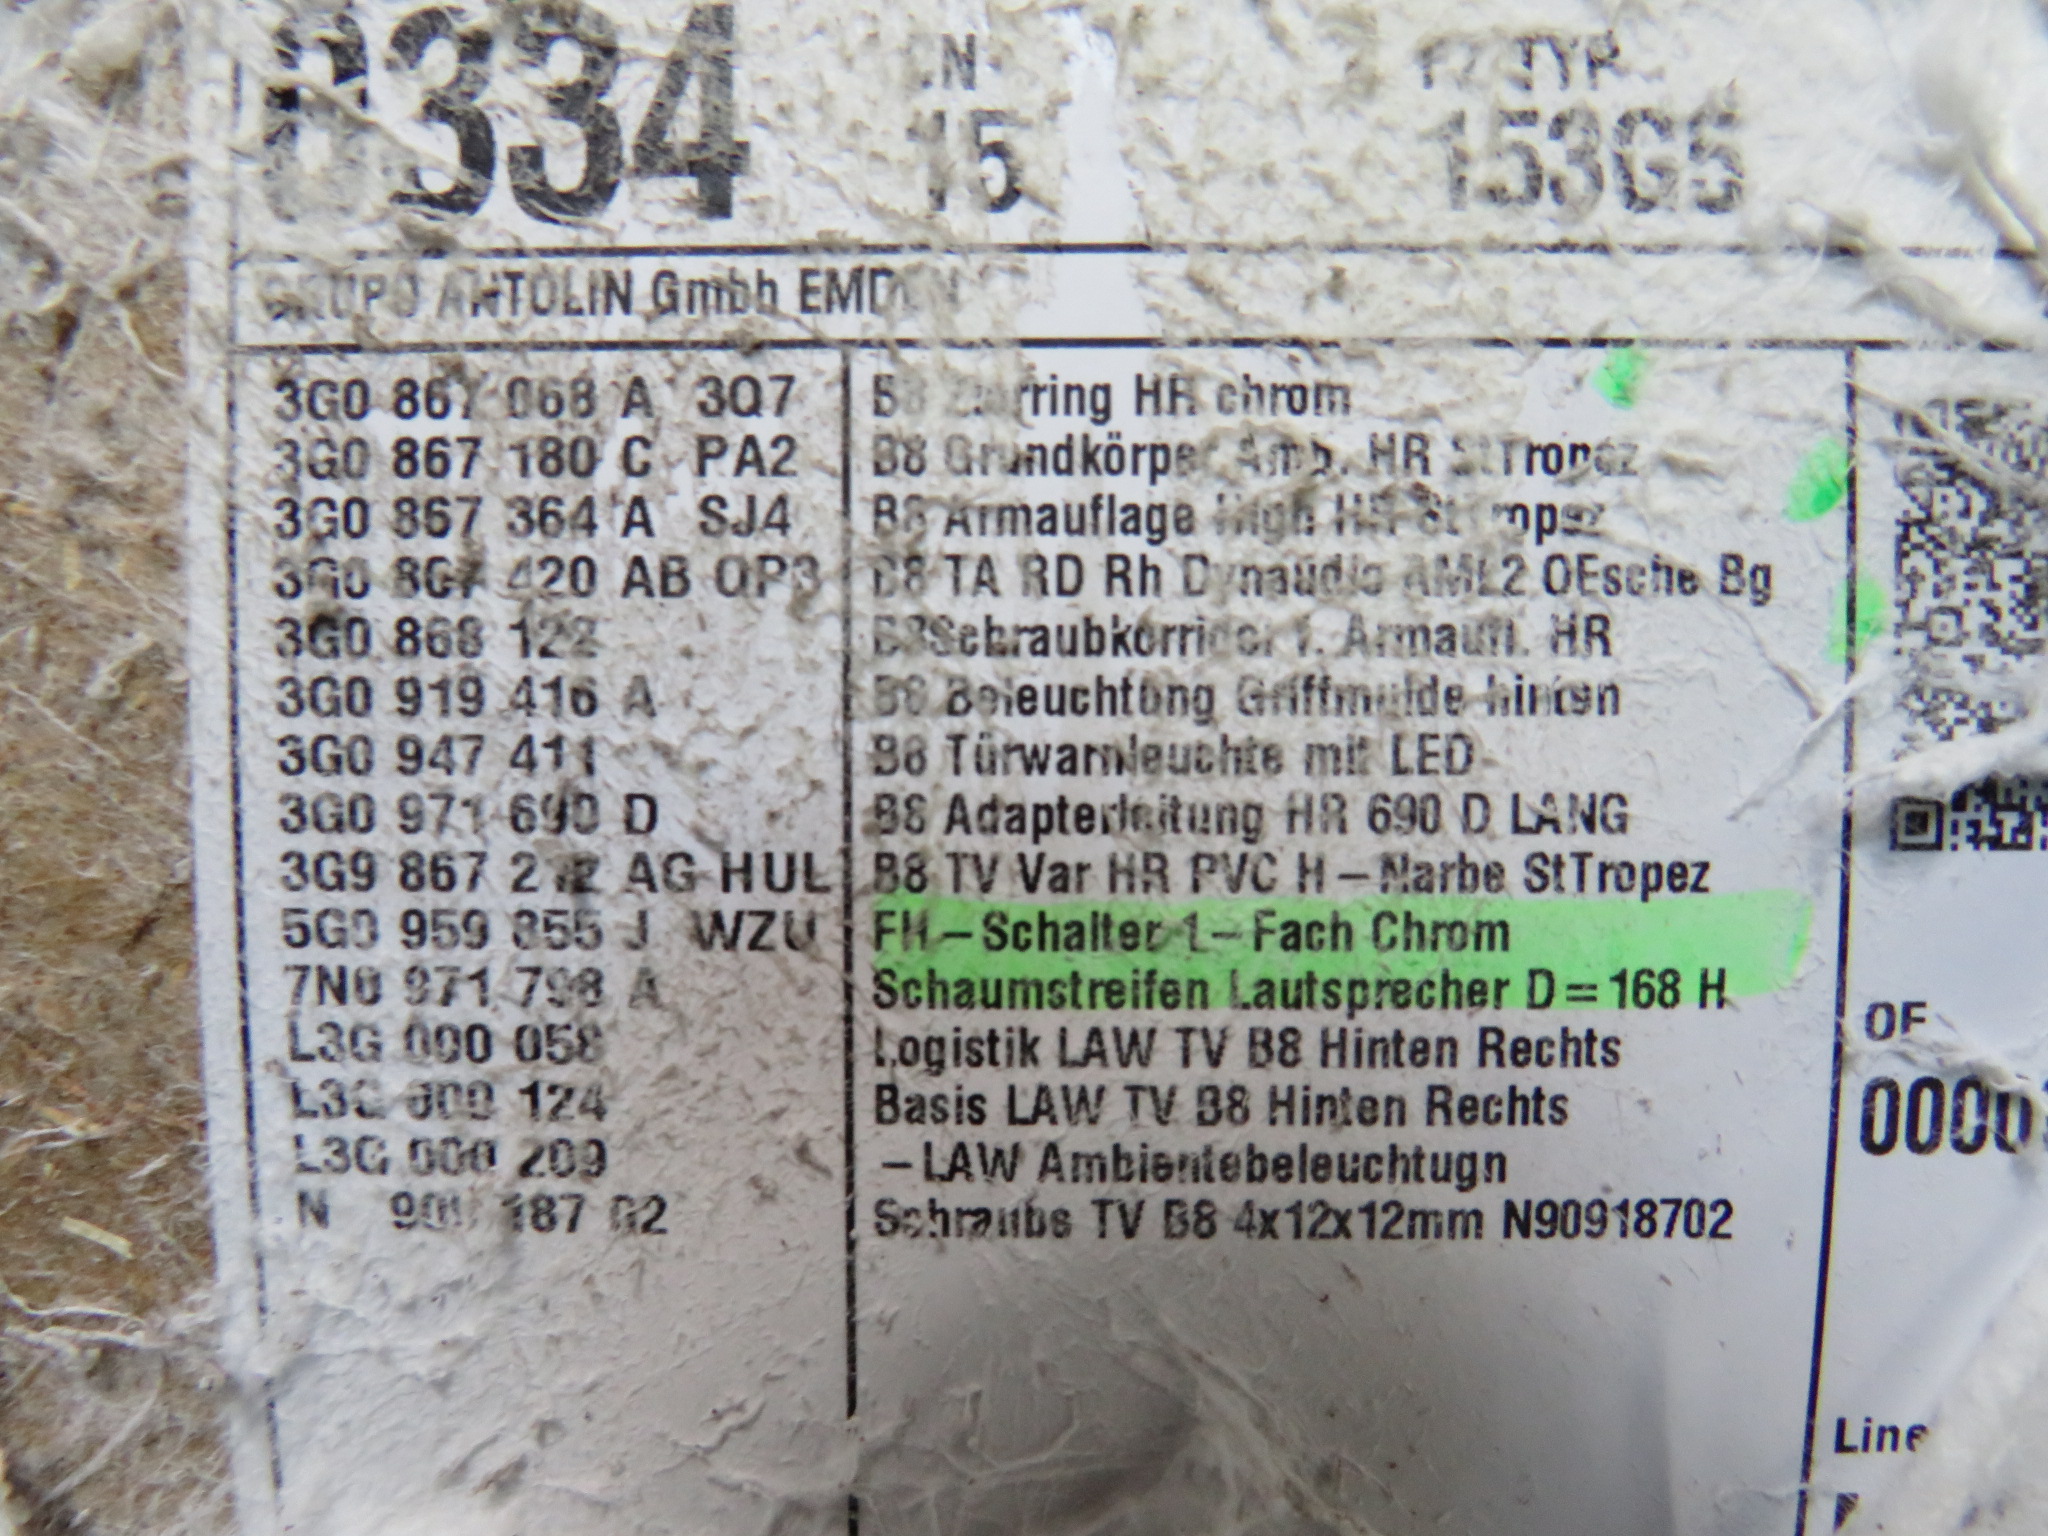 334
15
153G5
GRUPO ANTOLIN Gmbh EMDEN
3G0 867 068 A 3Q7 B8 Zierring HR chrom
3G0 867 180 C PA2 B8 Grundkörper Amb. HR StTropez
3G0 867 364 A SJ4 B8 Armauflage High HR StTropez
3G0 867 420 AB QP3 B8 TA RD Rh Dynaudio AML2 OEsche Bg
3G0 868 122 B8Schraubkorridor f. Armaufl. HR
3G0 919 416 A B8 Beleuchtung Griffmulde hinten
3G0 947 411 B8 Türwarnleuchte mit LED
3G0 971 690 D B8 Adapterleitung HR 690 D LANG
3G9 867 212 AG HUL B8 TV Var HR PVC H - Narbe StTropez
5G0 959 855 J WZU FH - Schalter 1 - Fach Chrom
7N0 971 798 A Schaumstreifen Lautsprecher D = 168 H
L3G 000 058 Logistik LAW TV B8 Hinten Rechts
L3G 000 124 Basis LAW TV B8 Hinten Rechts
L3G 000 209 - LAW Ambientebeleuchtugn
N 909 187 02 Schraube TV B8 4x12x12mm N90918702
OF
0000
Line